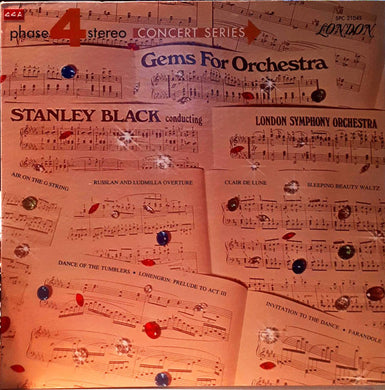 phase 4 stereo CONCERT SERIES
SPC 21049
LONDON
Gems For Orchestra
STANLEY BLACK conducting
LONDON SYMPHONY ORCHESTRA
AIR ON THE G STRING
RUSSLAN AND LUDMILLA OVERTURE
CLAIR DE LUNE
SLEEPING BEAUTY WALTZ
DANCE OF THE TUMBLERS • LOHENGRIN: PRELUDE TO ACT III
INVITATION TO THE DANCE • FARANDOLE